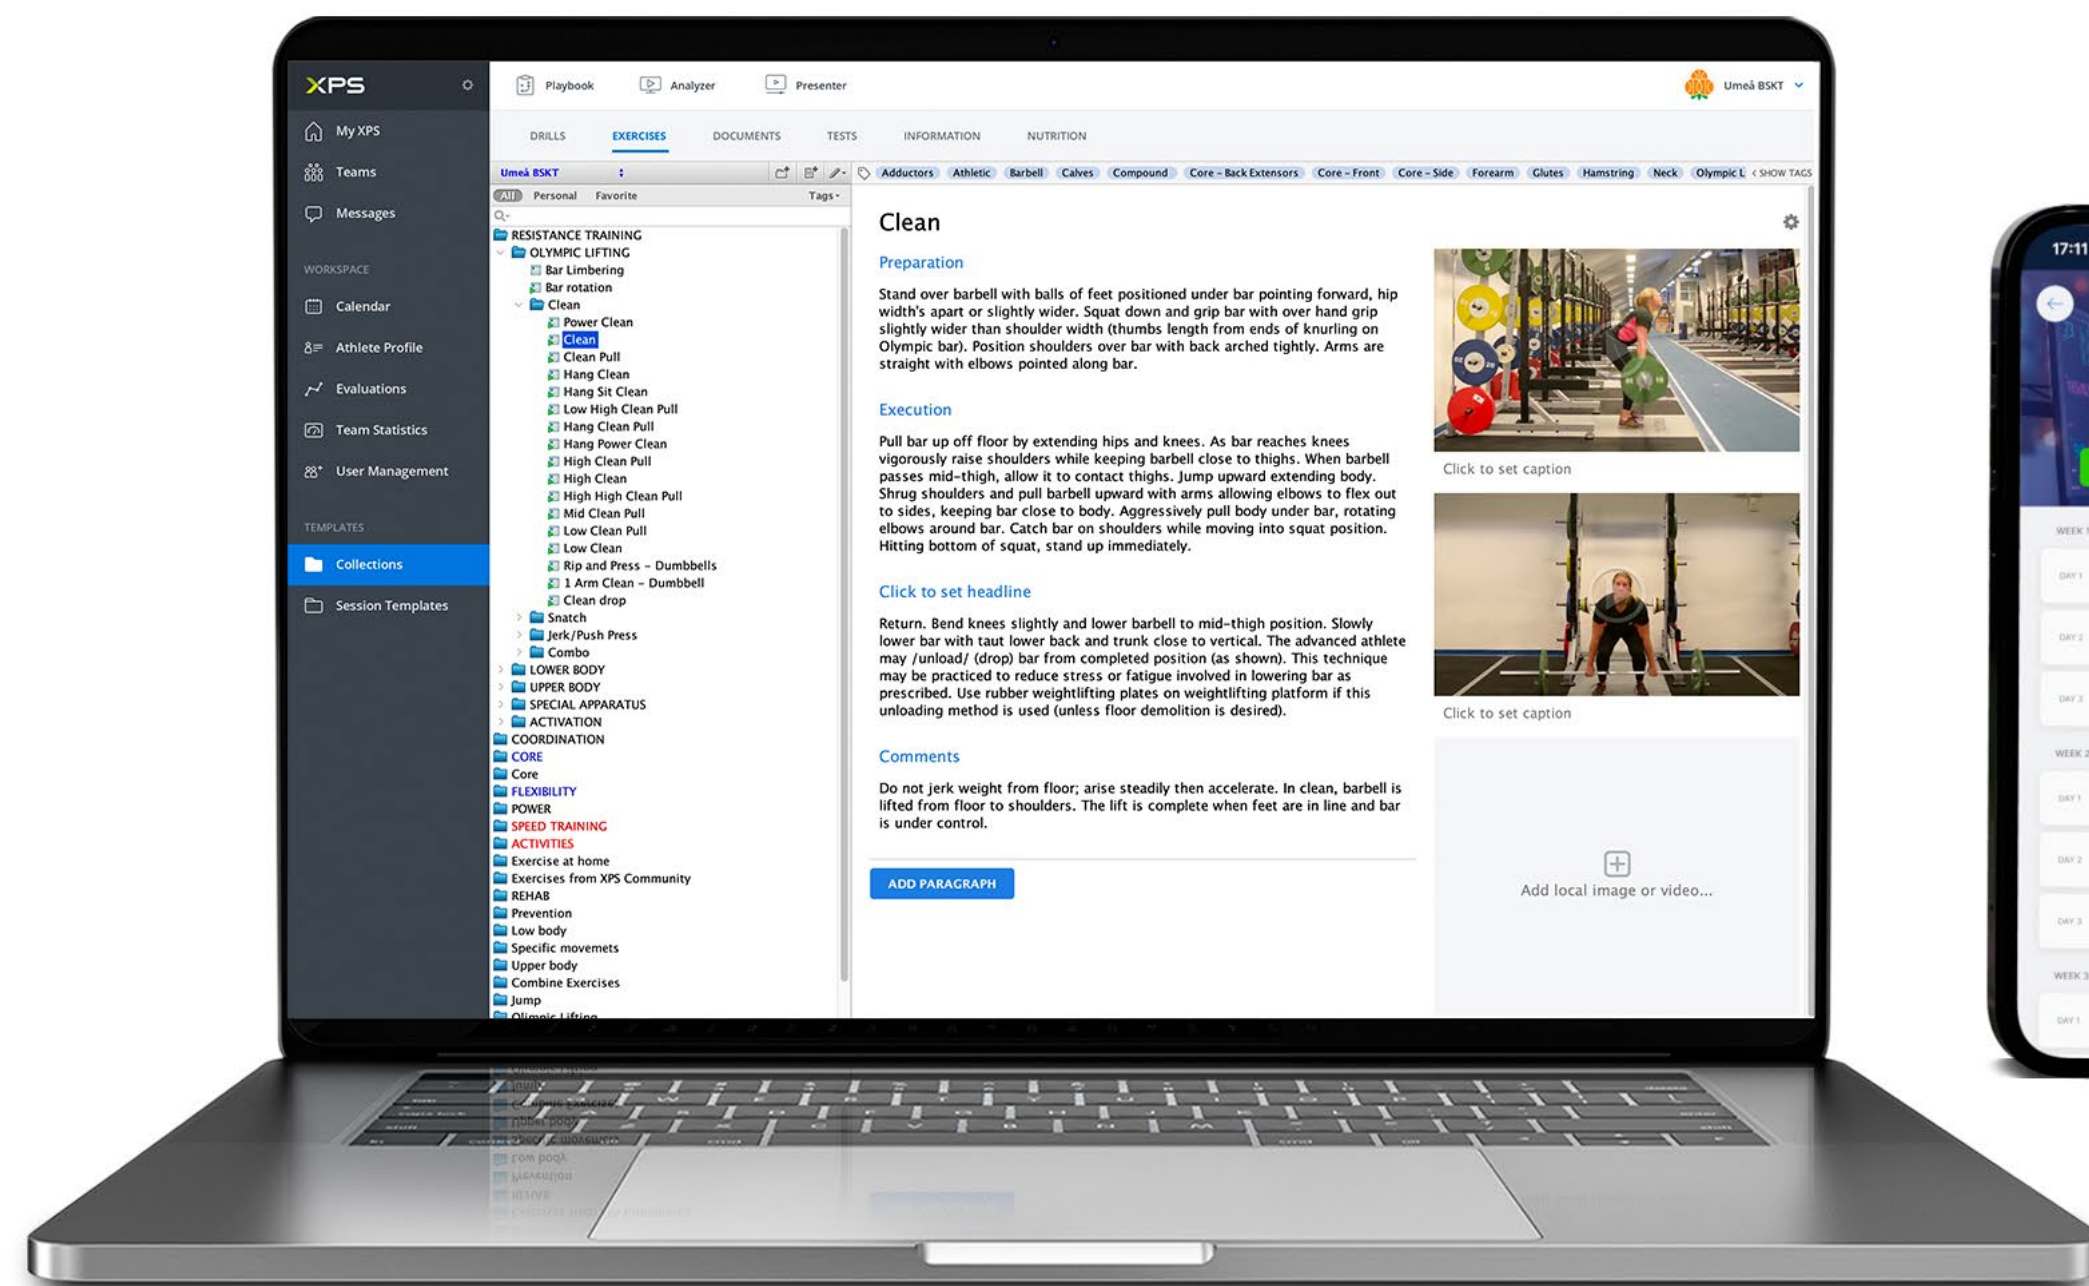 XPS
My XPS
Teams
Messages
WORKSPACE
Calendar
Athlete Profile
Evaluations
Team Statistics
User Management
TEMPLATES
Collections
Session Templates
Playbook
Analyzer
Presenter
Umeå BSKT
DRILLS
EXERCISES
DOCUMENTS
TESTS
INFORMATION
NUTRITION
Umeå BSKT
All Personal Favorite Tags
RESISTANCE TRAINING
OLYMPIC LIFTING
Bar Limbering
Bar rotation
Clean
Power Clean
Clean
Clean Pull
Hang Clean
Hang Sit Clean
Low High Clean Pull
Hang Clean Pull
Hang Power Clean
High Clean Pull
High Clean
High High Clean Pull
Mid Clean Pull
Low Clean Pull
Low Clean
Rip and Press – Dumbbells
1 Arm Clean – Dumbbell
Clean drop
Snatch
Jerk/Push Press
Combo
LOWER BODY
UPPER BODY
SPECIAL APPARATUS
ACTIVATION
COORDINATION
CORE
Core
FLEXIBILITY
POWER
SPEED TRAINING
ACTIVITIES
Exercise at home
Exercises from XPS Community
REHAB
Prevention
Low body
Specific movemets
Upper body
Combine Exercises
Jump
Olimpic Lifting
Adductors Athletic Barbell Calves Compound Core – Back Extensors Core – Front Core – Side Forearm Glutes Hamstring Neck Olympic L < SHOW TAGS
Clean
Preparation
Stand over barbell with balls of feet positioned under bar pointing forward, hip
width's apart or slightly wider. Squat down and grip bar with over hand grip
slightly wider than shoulder width (thumbs length from ends of knurling on
Olympic bar). Position shoulders over bar with back arched tightly. Arms are
straight with elbows pointed along bar.
Execution
Pull bar up off floor by extending hips and knees. As bar reaches knees
vigorously raise shoulders while keeping barbell close to thighs. When barbell
passes mid-thigh, allow it to contact thighs. Jump upward extending body.
Shrug shoulders and pull barbell upward with arms allowing elbows to flex out
to sides, keeping bar close to body. Aggressively pull body under bar, rotating
elbows around bar. Catch bar on shoulders while moving into squat position.
Hitting bottom of squat, stand up immediately.
Click to set headline
Return. Bend knees slightly and lower barbell to mid-thigh position. Slowly
lower bar with taut lower back and trunk close to vertical. The advanced athlete
may /unload/ (drop) bar from completed position (as shown). This technique
may be practiced to reduce stress or fatigue involved in lowering bar as
prescribed. Use rubber weightlifting plates on weightlifting platform if this
unloading method is used (unless floor demolition is desired).
Comments
Do not jerk weight from floor; arise steadily then accelerate. In clean, barbell is
lifted from floor to shoulders. The lift is complete when feet are in line and bar
is under control.
ADD PARAGRAPH
Click to set caption
Click to set caption
Add local image or video...
17:11
WEEK 1
DAY 1
DAY 2
DAY 3
WEEK 2
DAY 1
DAY 2
DAY 3
WEEK 3
DAY 1